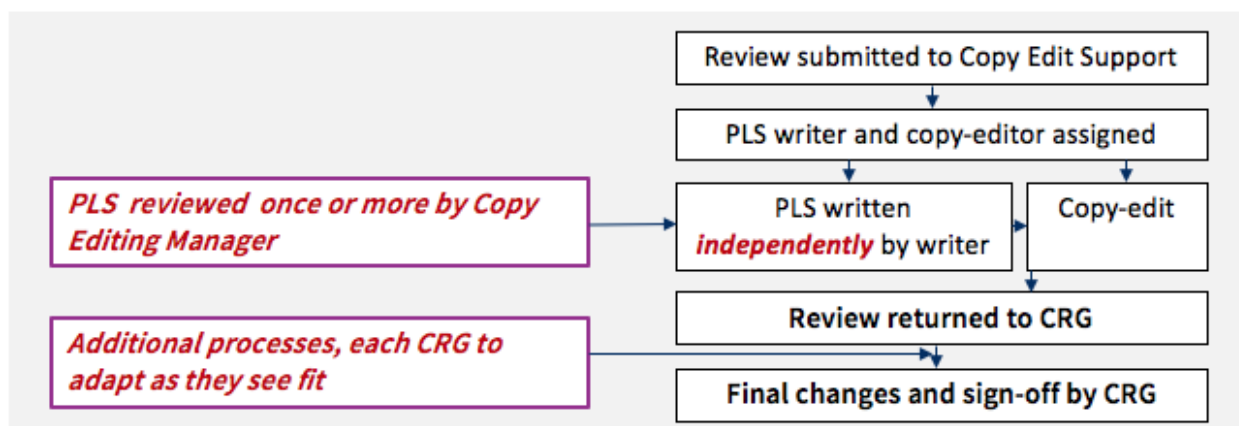 Review submitted to Copy Edit Support
PLS writer and copy-editor assigned
PLS reviewed once or more by Copy
Editing Manager
PLS written
independently by writer
Copy-edit
Review returned to CRG
Additional processes, each CRG to
adapt as they see fit
Final changes and sign-off by CRG